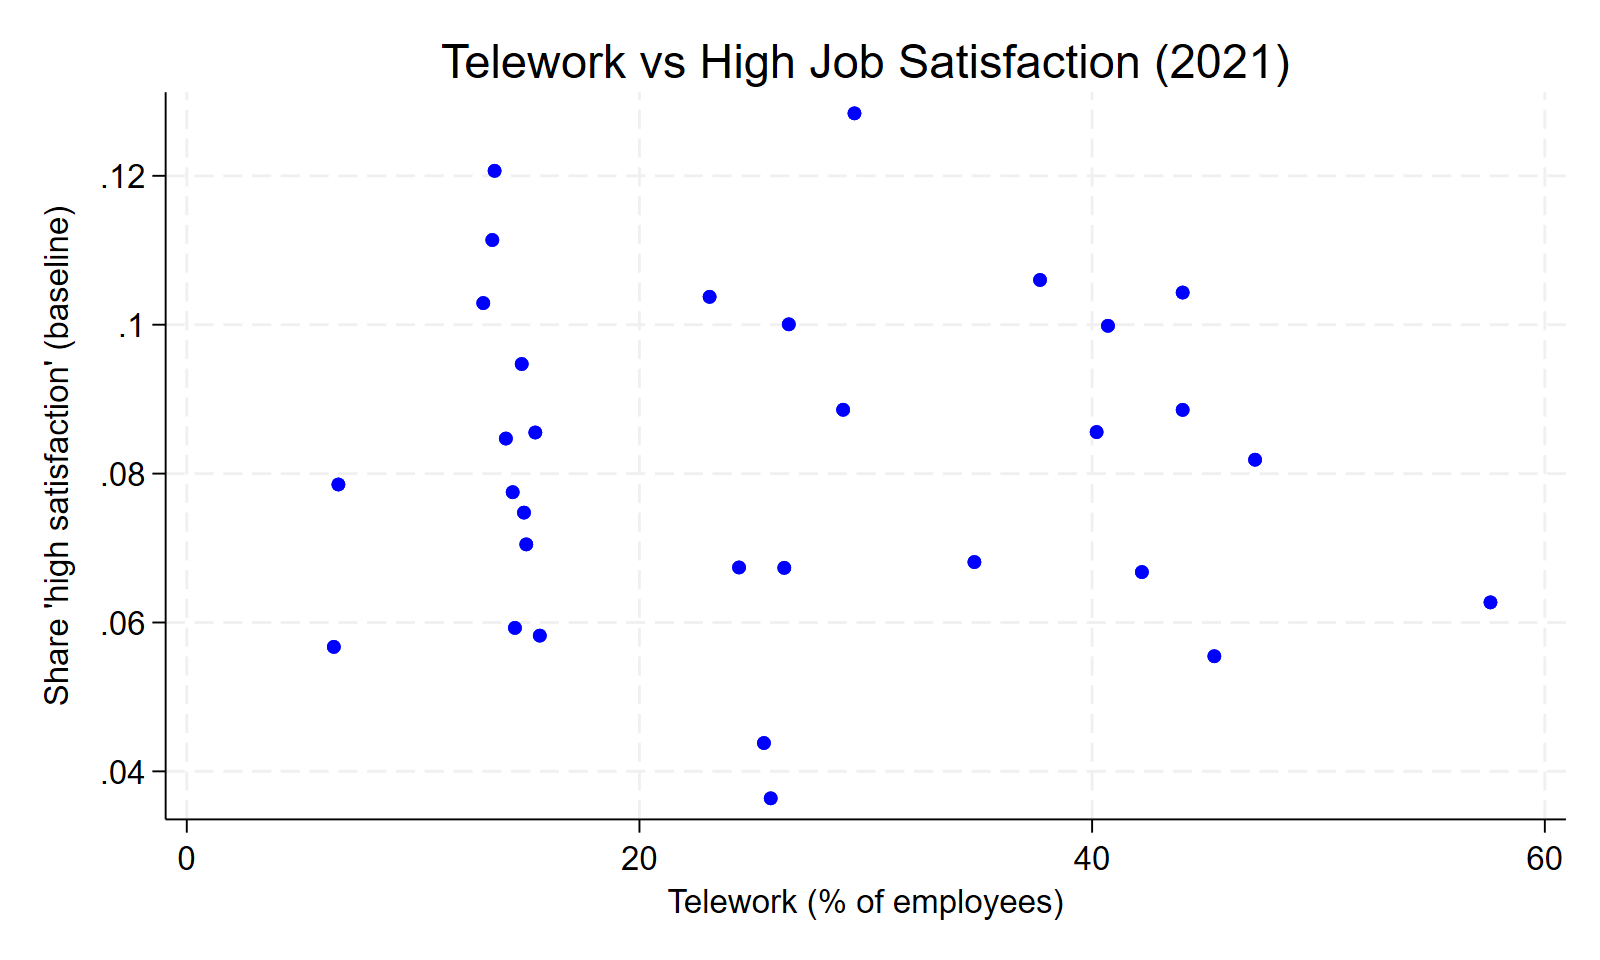 Telework vs High Job Satisfaction (2021)
Share 'high satisfaction' (baseline)
.12
.1
.08
.06
.04
0 20 40 60
Telework (% of employees)